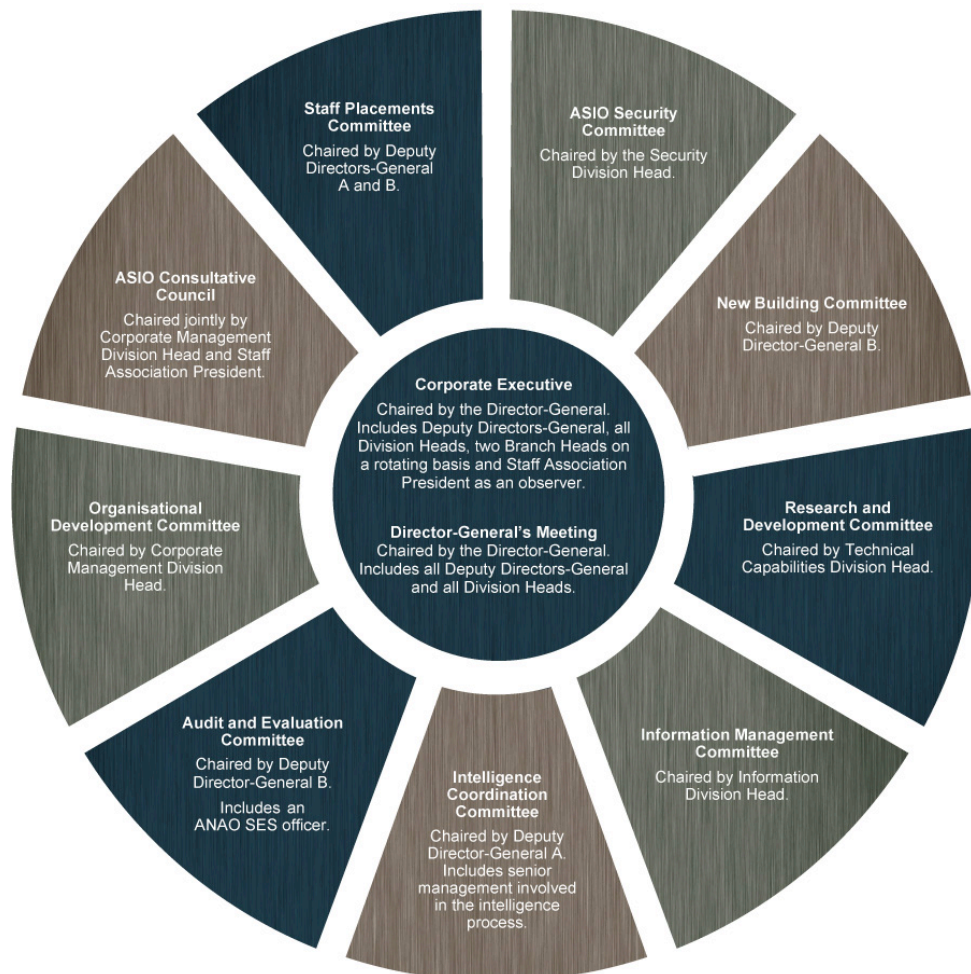 Staff Placements
Committee
Chaired by Deputy
Directors-General
A and B.
ASIO Security
Committee
Chaired by the Security
Division Head.
New Building Committee
Chaired by Deputy
Director-General B.
Research and
Development Committee
Chaired by Technical
Capabilities Division Head.
Information Management
Committee
Chaired by Information
Division Head.
Intelligence
Coordination
Committee
Chaired by Deputy
Director-General A.
Includes senior
management involved
in the intelligence
process.
Audit and Evaluation
Committee
Chaired by Deputy
Director-General B.
Includes an
ANAO SES officer.
Organisational
Development Committee
Chaired by Corporate
Management Division
Head.
ASIO Consultative
Council
Chaired jointly by
Corporate Management
Division Head and Staff
Association President.
Corporate Executive
Chaired by the Director-General.
Includes Deputy Directors-General, all
Division Heads, two Branch Heads on
a rotating basis and Staff Association
President as an observer.
Director-General’s Meeting
Chaired by the Director-General.
Includes all Deputy Directors-General
and all Division Heads.